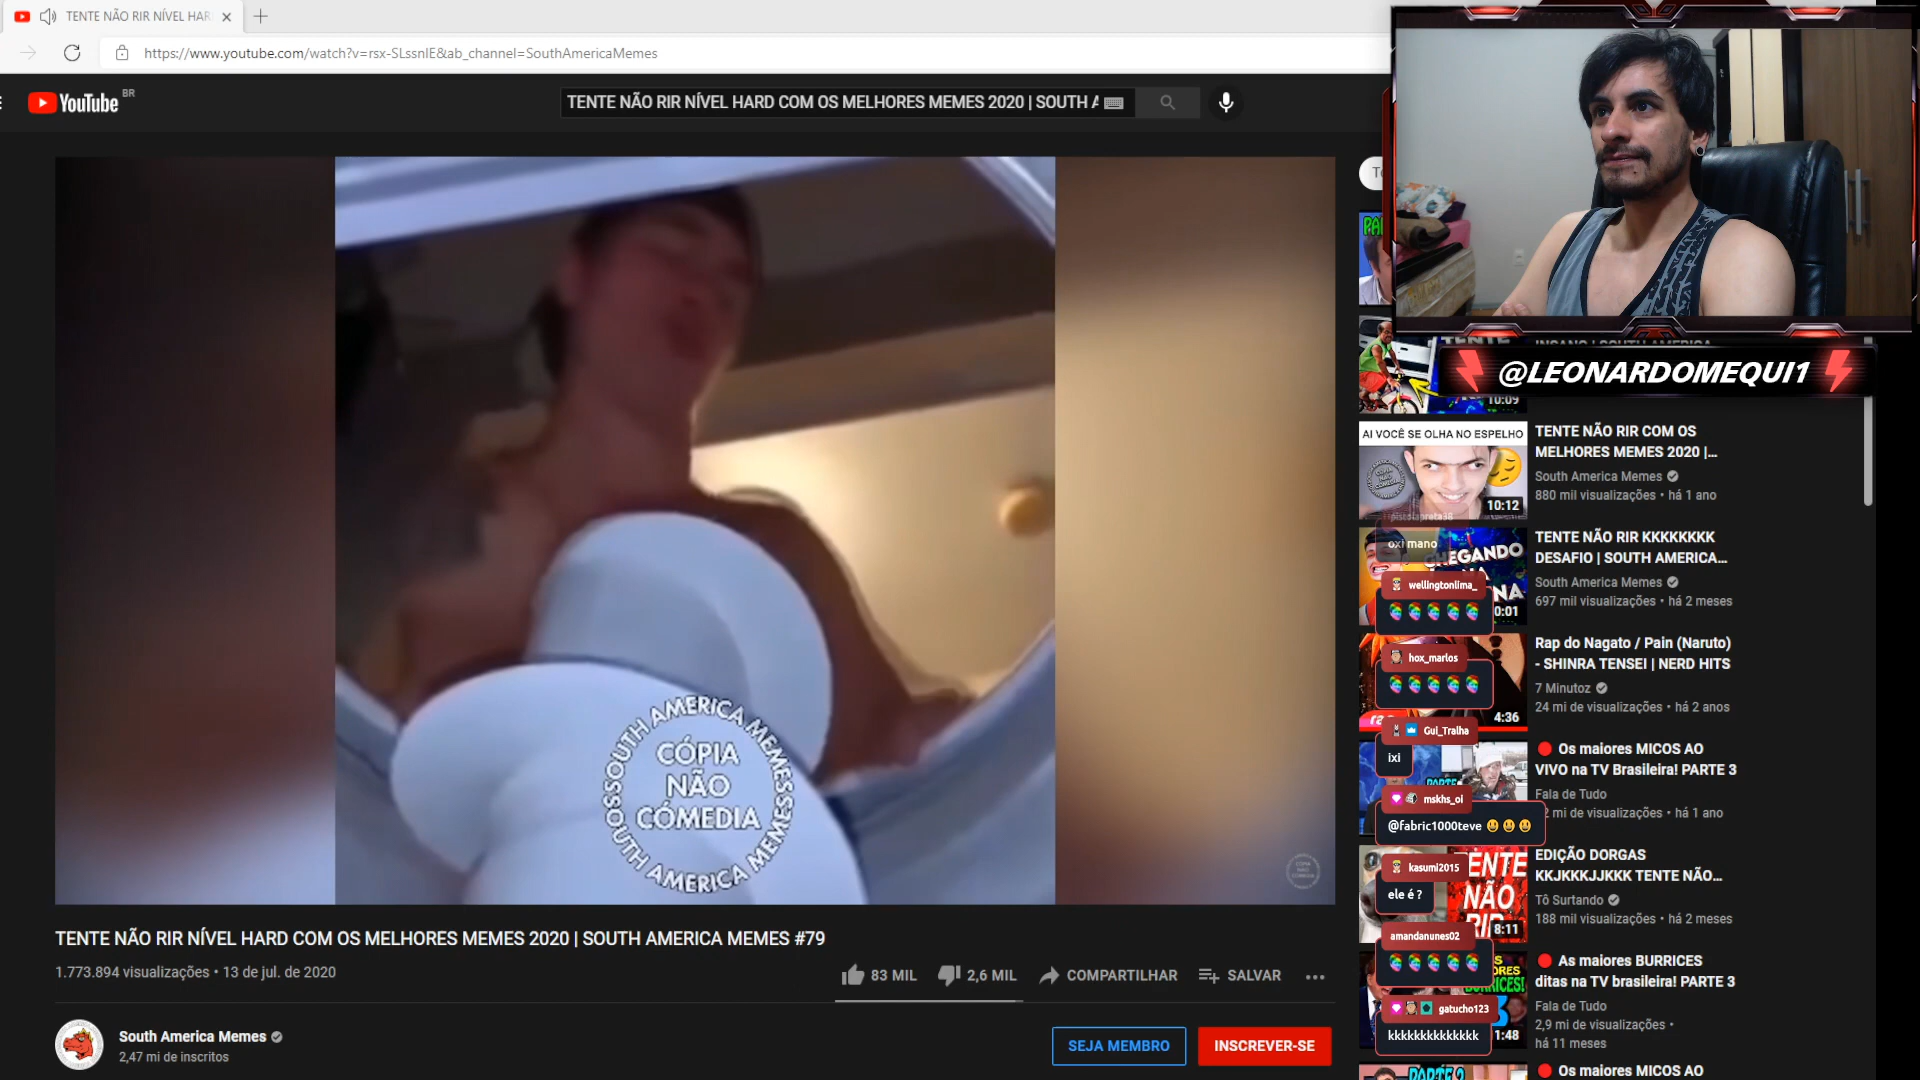 TENTE NÃO RIR NÍVEL HAR
https://www.youtube.com/watch?v=rsx-SLssnIE&ab_channel=SouthAmericaMemes
YouTube BR
TENTE NÃO RIR NÍVEL HARD COM OS MELHORES MEMES 2020 | SOUTH A
@LEONARDOMEQUI1
10:09
AI VOCÊ SE OLHA NO ESPELHO
10:12
TENTE NÃO RIR COM OS
MELHORES MEMES 2020 |...
South America Memes
880 mil visualizações • há 1 ano
oxi mano
CHEGANDO
NA
0:01
TENTE NÃO RIR KKKKKKKK
DESAFIO | SOUTH AMERICA...
South America Memes
697 mil visualizações • há 2 meses
wellingtonlima_
hox_marlos
4:36
Rap do Nagato / Pain (Naruto)
- SHINRA TENSEI | NERD HITS
7 Minutoz
24 mi de visualizações • há 2 anos
Gui_Tralha
ixi
Os maiores MICOS AO
VIVO na TV Brasileira! PARTE 3
Fala de Tudo
mi de visualizações • há 1 ano
mskhs_oi
@fabric1000teve
kasumi2015
ele é ?
ENTE
NÃO
RIR
8:11
EDIÇÃO DORGAS
KKJKKKJJKKK TENTE NÃO...
Tô Surtando
188 mil visualizações • há 2 meses
amandanunes02
gatucho123
kkkkkkkkkkkkkk
1:48
As maiores BURRICES
ditas na TV brasileira! PARTE 3
Fala de Tudo
2,9 mi de visualizações •
há 11 meses
Os maiores MICOS AO
SOUTH AMERICA MEMES
CÓPIA
NÃO
CÓMEDIA
SOUTH AMERICA MEMES
TENTE NÃO RIR NÍVEL HARD COM OS MELHORES MEMES 2020 | SOUTH AMERICA MEMES #79
1.773.894 visualizações • 13 de jul. de 2020
83 MIL
2,6 MIL
COMPARTILHAR
SALVAR
South America Memes
2,47 mi de inscritos
SEJA MEMBRO
INSCREVER-SE